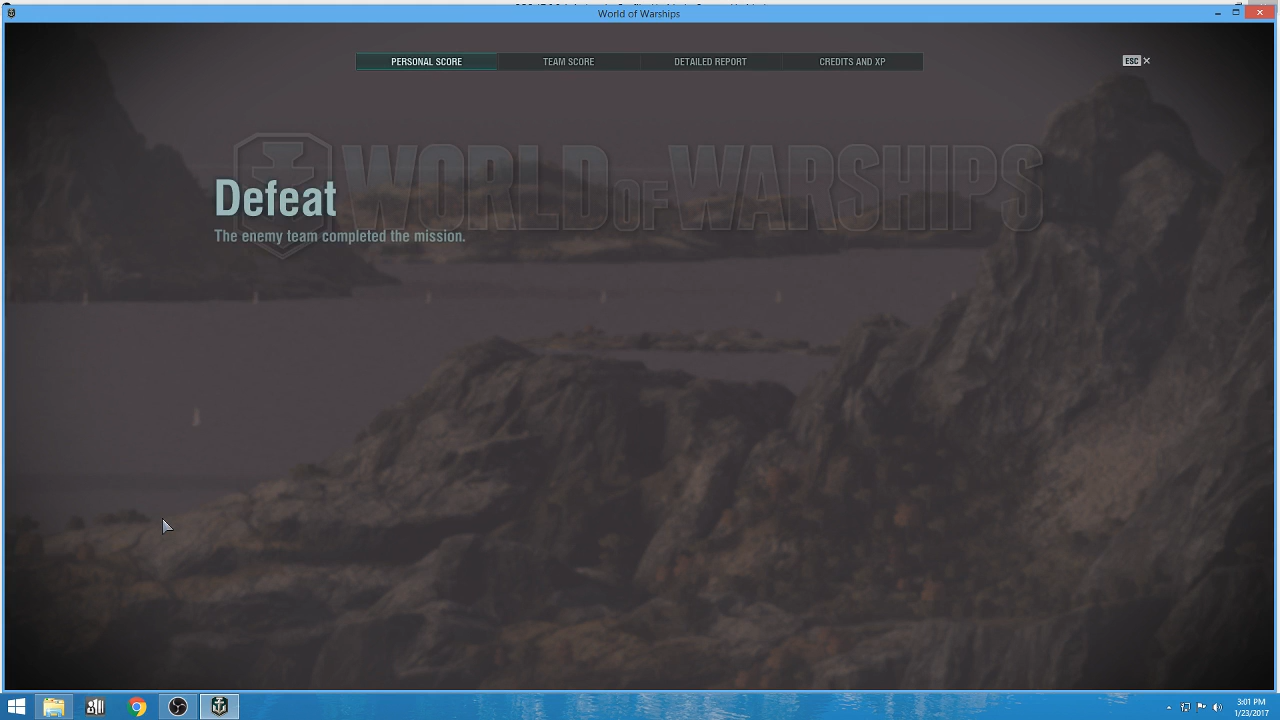 World of Warships
PERSONAL SCORE
TEAM SCORE
DETAILED REPORT
CREDITS AND XP
ESC
WORLD OF WARSHIPS
Defeat
The enemy team completed the mission.
3:01 PM
1/23/2017